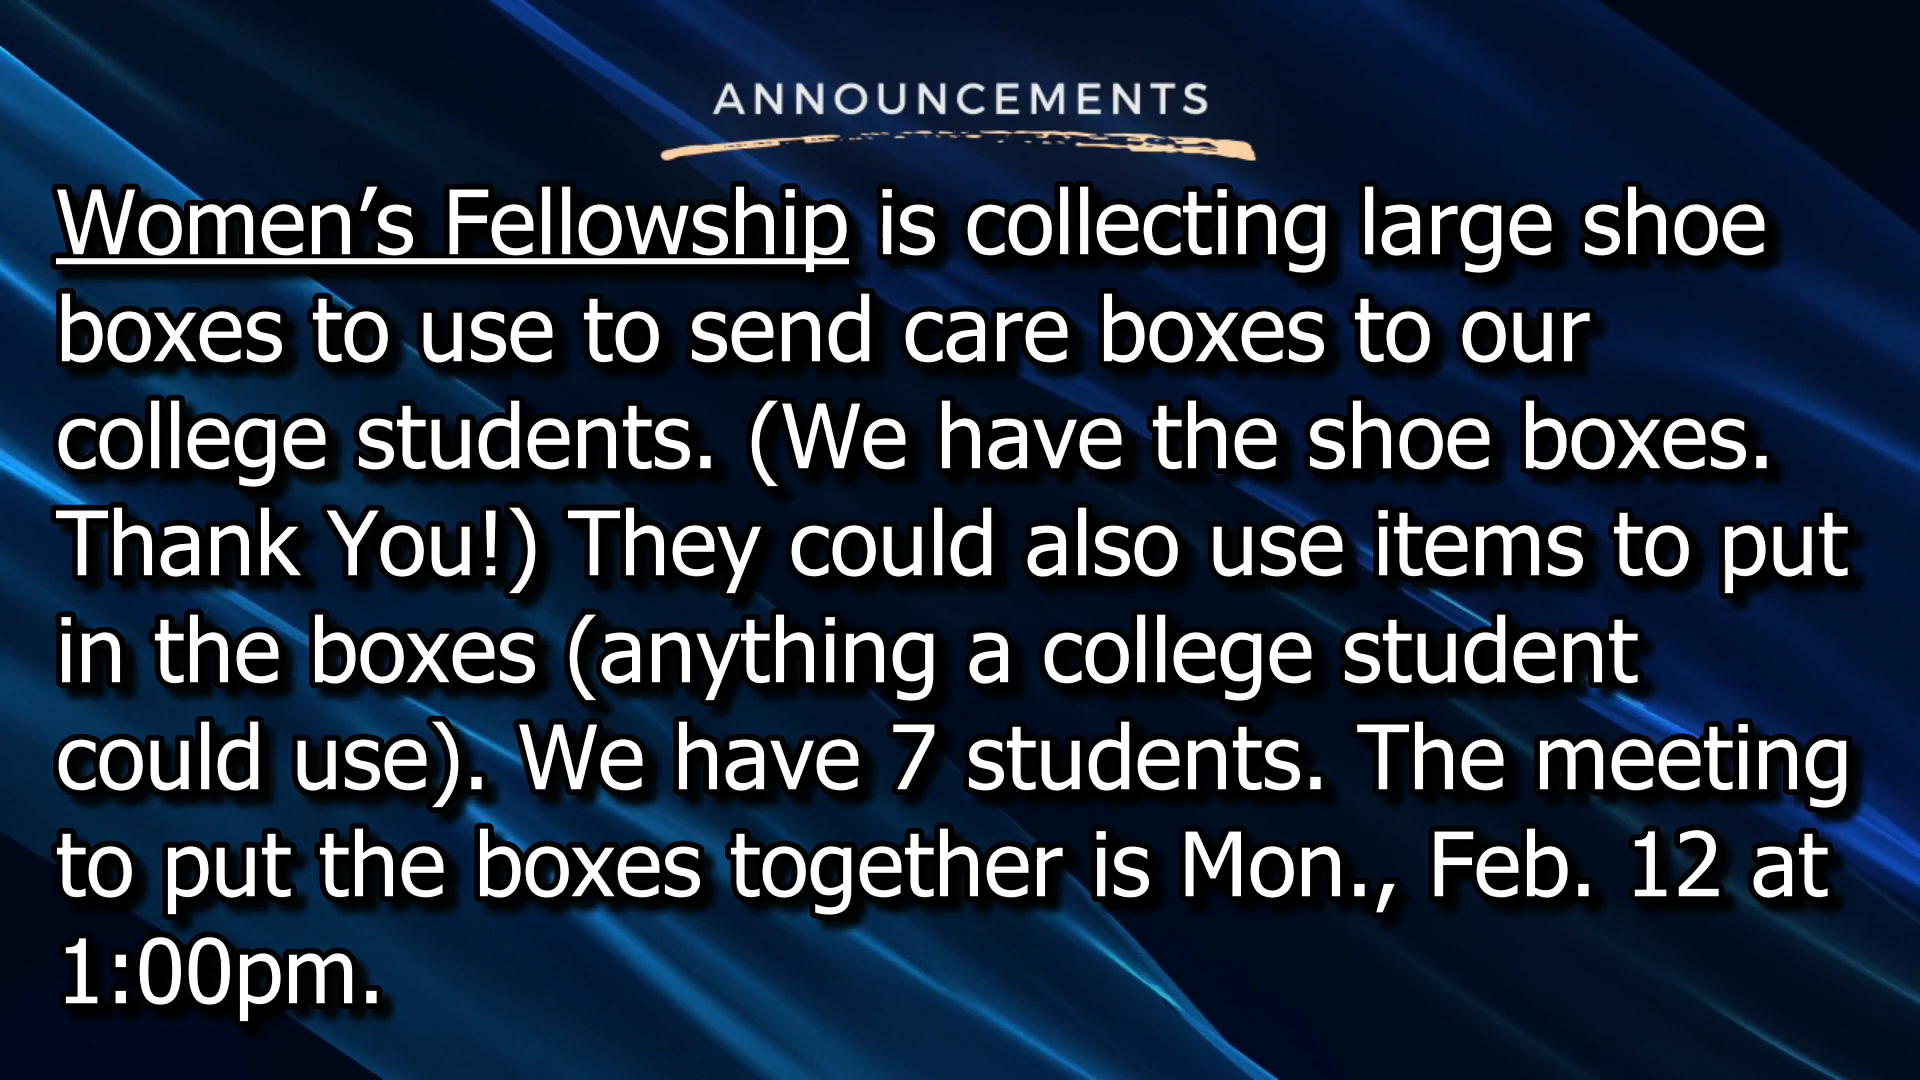 ANNOUNCEMENTS
Women’s Fellowship is collecting large shoe
boxes to use to send care boxes to our
college students. (We have the shoe boxes.
Thank You!) They could also use items to put
in the boxes (anything a college student
could use). We have 7 students. The meeting
to put the boxes together is Mon., Feb. 12 at
1:00pm.